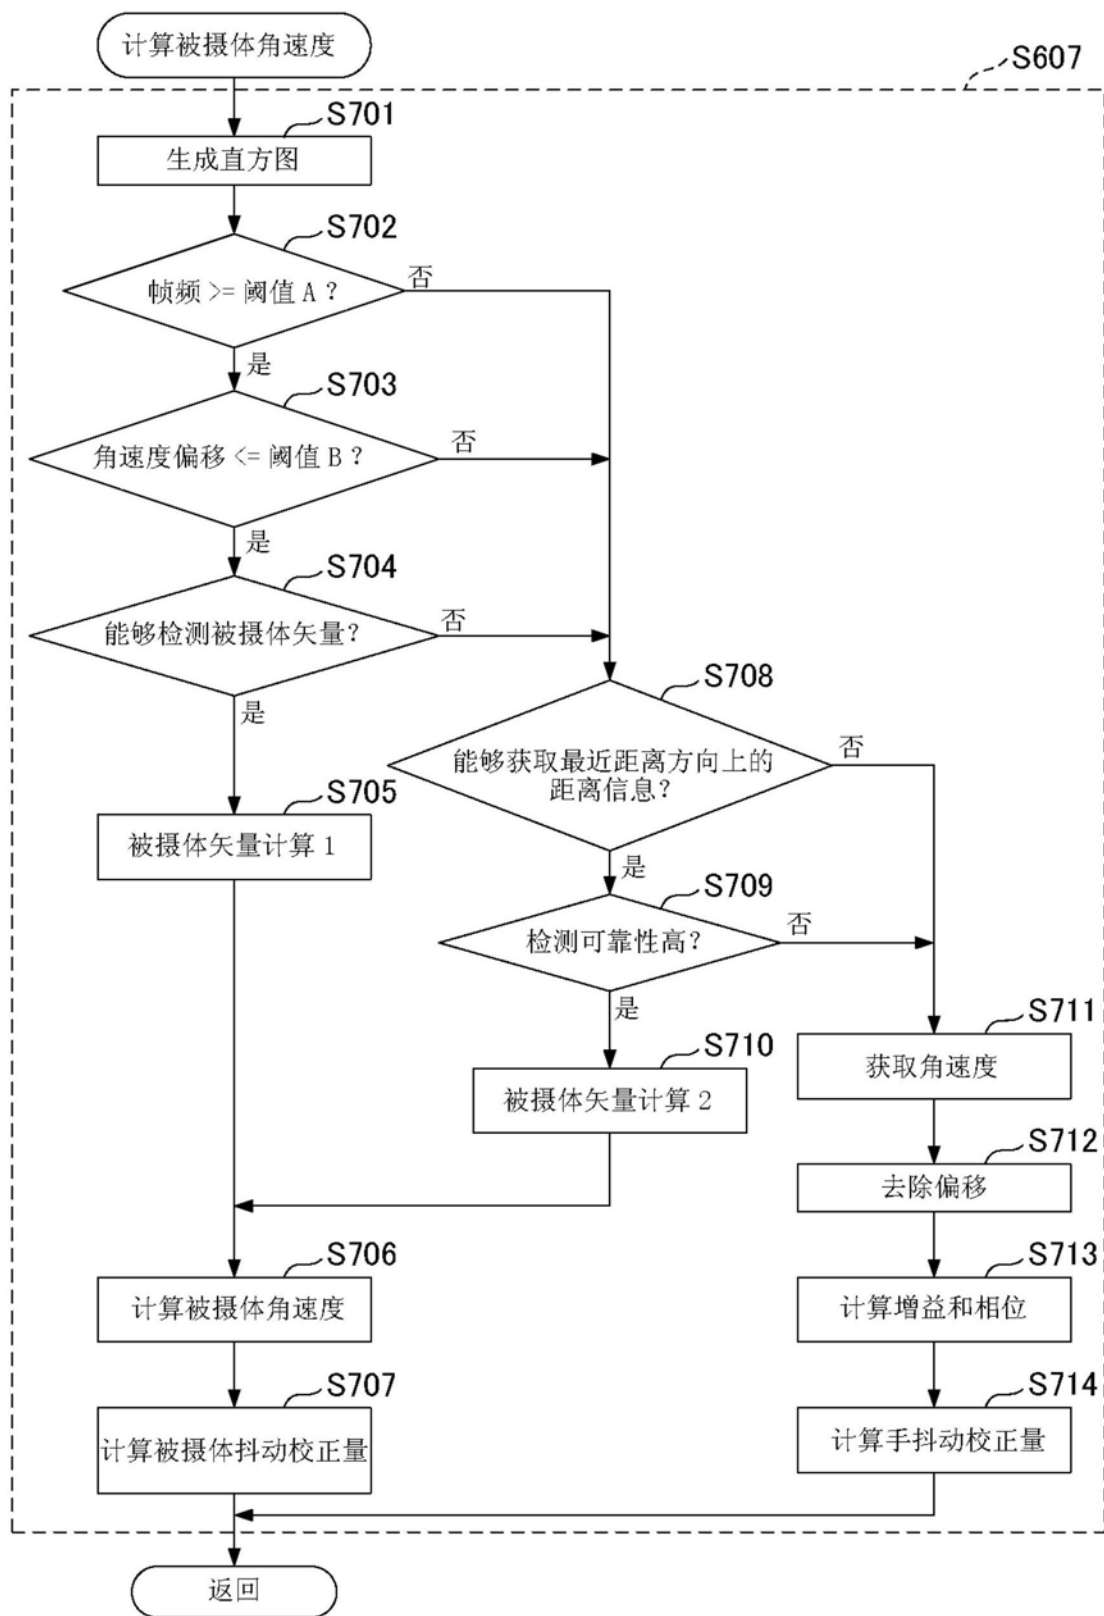 计算被摄体角速度
S607
S701
生成直方图
S702
帧频 >= 阈值 A ?
否
是
S703
角速度偏移 <= 阈值 B ?
否
是
S704
能够检测被摄体矢量?
否
是
S708
能够获取最近距离方向上的
距离信息?
否
是
S705
被摄体矢量计算 1
S709
检测可靠性高?
否
是
S710
被摄体矢量计算 2
S711
获取角速度
S712
去除偏移
S706
计算被摄体角速度
S713
计算增益和相位
S707
计算被摄体抖动校正量
S714
计算手抖动校正量
返回